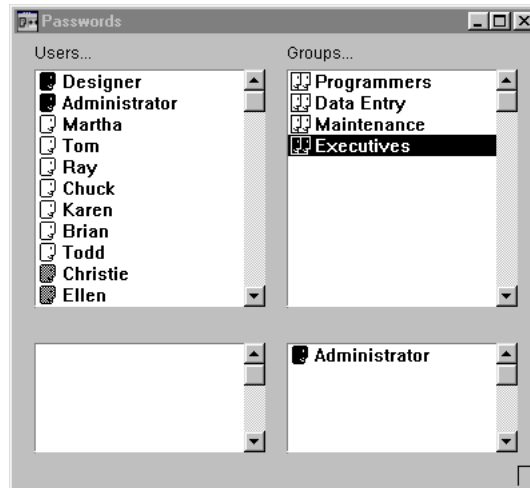 Passwords
Users...
Designer
Administrator
Martha
Tom
Ray
Chuck
Karen
Brian
Todd
Christie
Ellen
Groups...
Programmers
Data Entry
Maintenance
Executives
Administrator